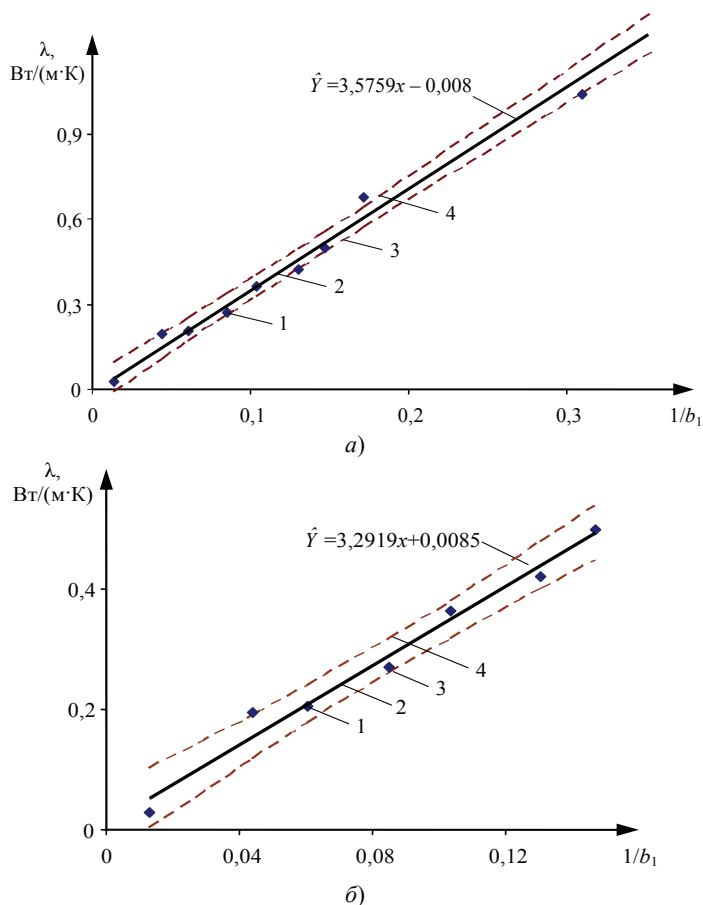 λ,
Вт/(м·К)
Ŷ =3,5759x – 0,008
0,9
0,6
0,3
0
4
3
2
1
0
0,1
0,2
0,3
1/b₁
а)
λ,
Вт/(м·К)
Ŷ =3,2919x+0,0085
0,4
0,2
0
4
3
2
1
0
0,04
0,08
0,12
1/b₁
б)